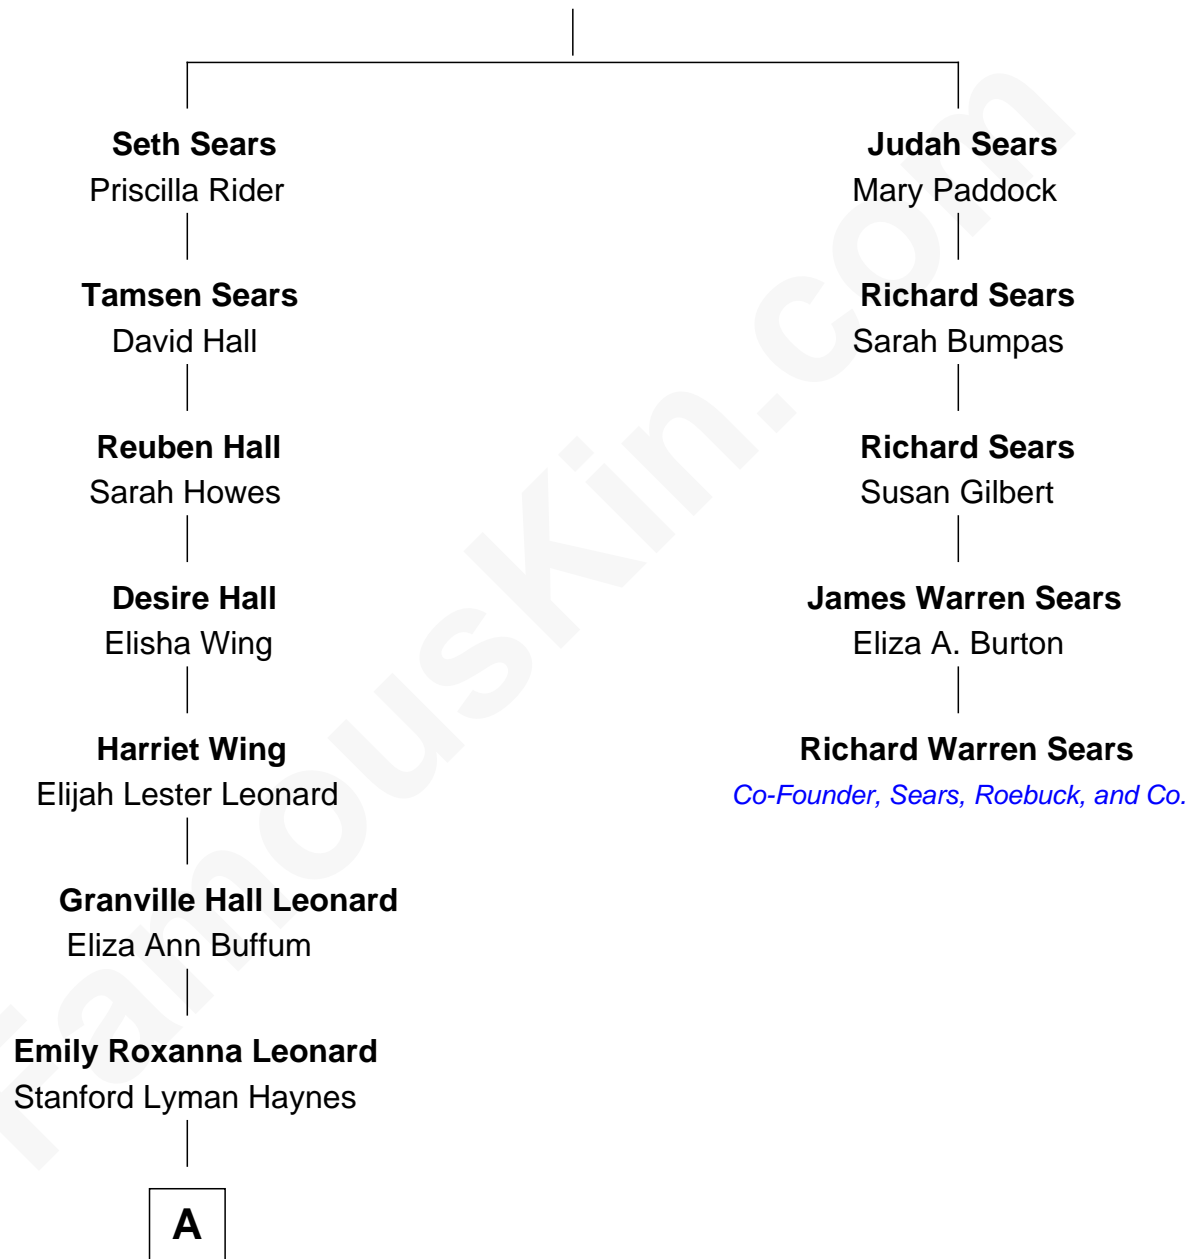 Seth Sears
Priscilla Rider
Tamsen Sears
David Hall
Reuben Hall
Sarah Howes
Desire Hall
Elisha Wing
Harriet Wing
Elijah Lester Leonard
Granville Hall Leonard
Eliza Ann Buffum
Emily Roxanna Leonard
Stanford Lyman Haynes
A
Judah Sears
Mary Paddock
Richard Sears
Sarah Bumpas
Richard Sears
Susan Gilbert
James Warren Sears
Eliza A. Burton
Richard Warren Sears
Co-Founder, Sears, Roebuck, and Co.
FamousKin.com